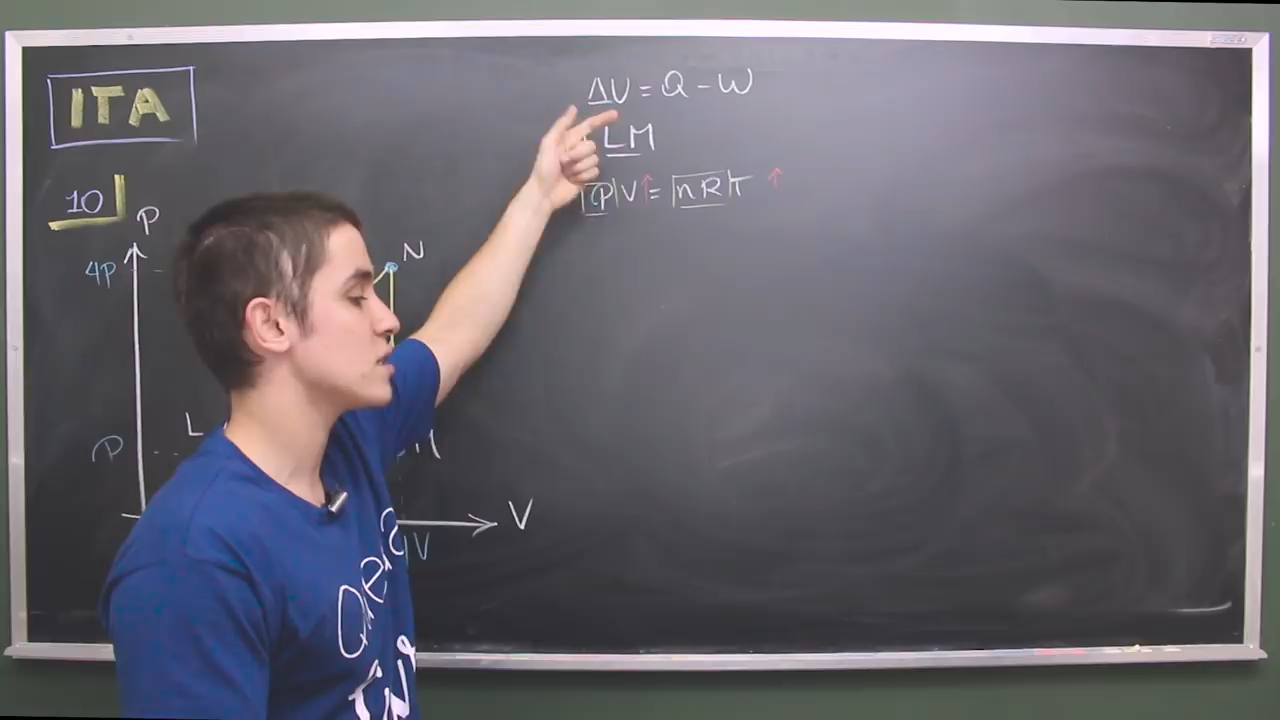 ITA
10
P
4P
N
L
P
M
V
V
ΔU = Q - W
LM
PV↑ = nRT ↑